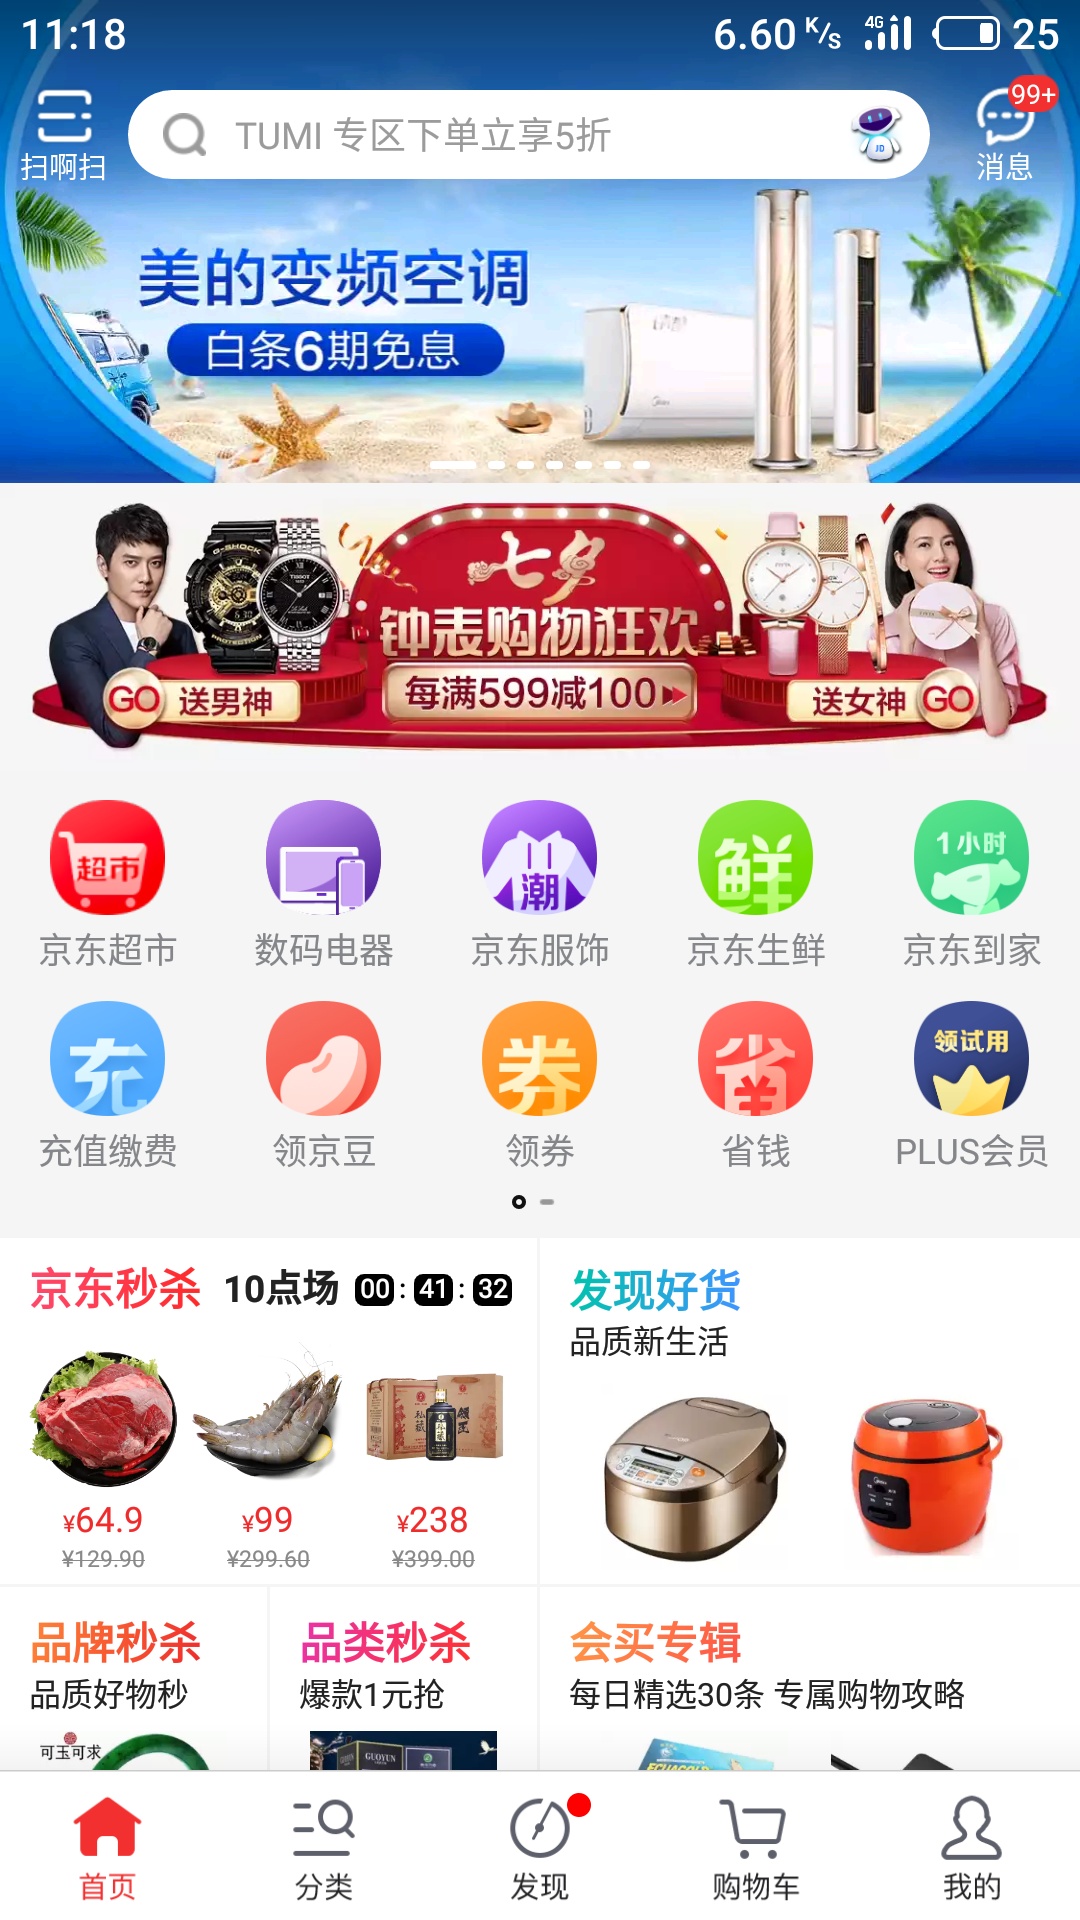 11:18
6.60 K/s 4G 25
扫啊扫
TUMI 专区下单立享5折
JD
99+
消息
美的变频空调
白条6期免息
Midea
G-SHOCK
PROTECTION
TISSOT
七夕
钟表购物狂欢
每满599减100
GO 送男神
送女神 GO
超市
潮
鲜
1小时
京东超市
数码电器
京东服饰
京东生鲜
京东到家
充
券
省
¥
领试用
充值缴费
领京豆
领券
省钱
PLUS会员
京东秒杀 10点场 00 : 41 : 32
发现好货
品质新生活
¥64.9
¥99
¥238
¥129.90
¥299.60
¥399.00
品牌秒杀
品类秒杀
会买专辑
品质好物秒
爆款1元抢
每日精选30条 专属购物攻略
可玉可求
GUOYUN
ECUAGOLD
首页
分类
发现
购物车
我的